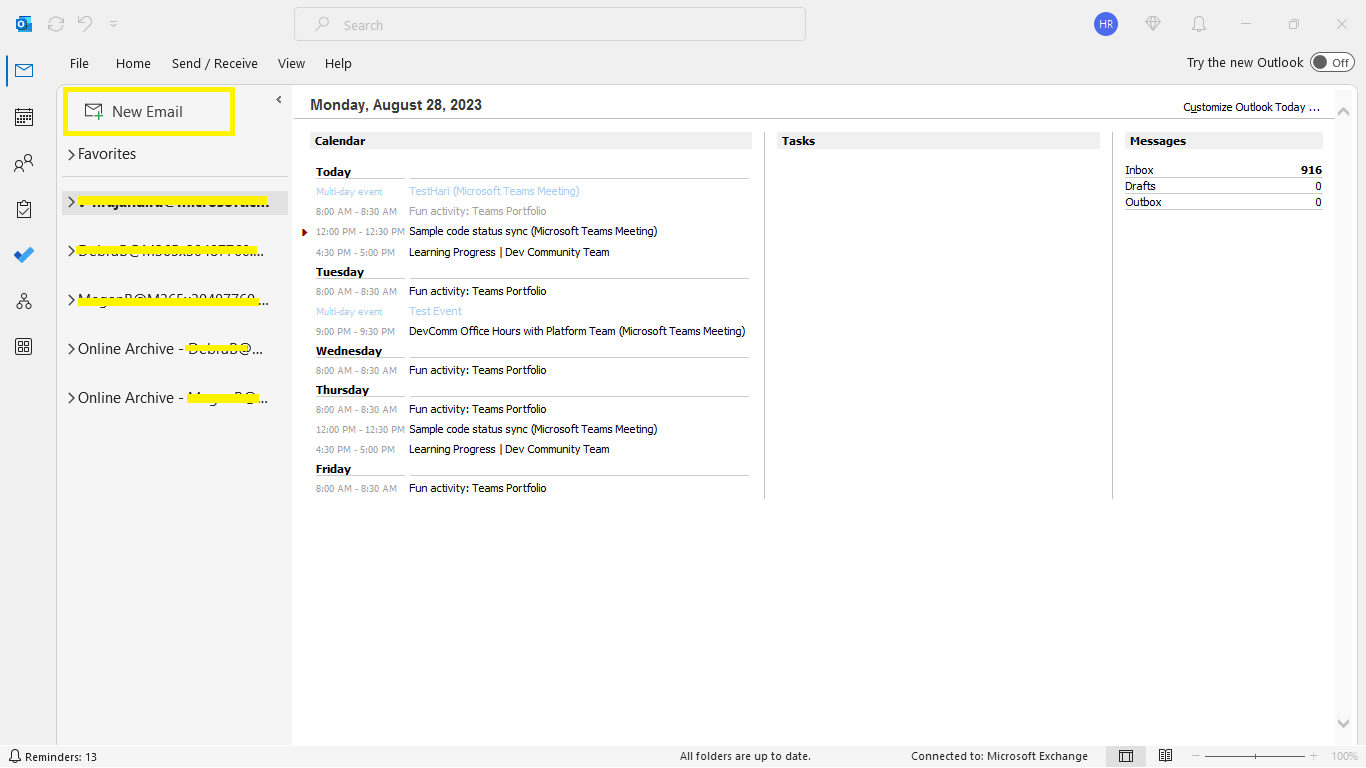 Search
HR
File Home Send / Receive View Help
Try the new Outlook Off
New Email
Favorites
Online Archive -
Online Archive -
Monday, August 28, 2023
Customize Outlook Today ...
Calendar
Today
Multi-day event TestHari (Microsoft Teams Meeting)
8:00 AM - 8:30 AM Fun activity: Teams Portfolio
12:00 PM - 12:30 PM Sample code status sync (Microsoft Teams Meeting)
4:30 PM - 5:00 PM Learning Progress | Dev Community Team
Tuesday
8:00 AM - 8:30 AM Fun activity: Teams Portfolio
Multi-day event Test Event
9:00 PM - 9:30 PM DevComm Office Hours with Platform Team (Microsoft Teams Meeting)
Wednesday
8:00 AM - 8:30 AM Fun activity: Teams Portfolio
Thursday
8:00 AM - 8:30 AM Fun activity: Teams Portfolio
12:00 PM - 12:30 PM Sample code status sync (Microsoft Teams Meeting)
4:30 PM - 5:00 PM Learning Progress | Dev Community Team
Friday
8:00 AM - 8:30 AM Fun activity: Teams Portfolio
Tasks
Messages
Inbox 916
Drafts 0
Outbox 0
Reminders: 13
All folders are up to date.
Connected to: Microsoft Exchange
100%